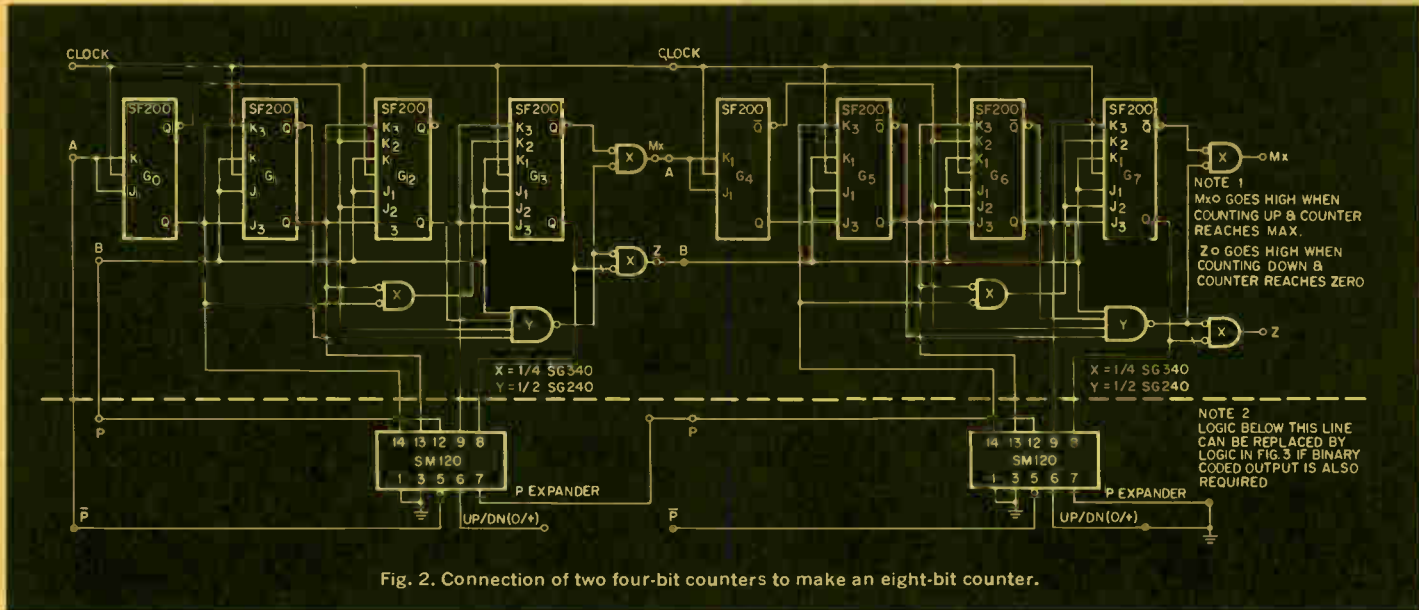 CLOCK
CLOCK
SF200
SF200
SF200
SF200
SF200
SF200
SF200
SF200
Q
Q
Q
Q
Q̅
Q̅
Q̅
Q̅
K3
K3
K3
K3
K3
K3
K2
K2
K2
K2
A
K
K
K
K1
K1
K1
K1
K1
G0
G
G2
G3
G4
G5
G6
G7
J
J1
J1
J1
J1
J1
J1
J1
J2
J2
J2
J2
Q
J3
Q
3
Q
J3
Q
Q
J3
Q
J3
Q
J3
Q
X
Mx
A
X
Mx
B
X
Z
B
X
X
Y
Y
X
Z
NOTE 1
Mxo GOES HIGH WHEN
COUNTING UP & COUNTER
REACHES MAX.
Zo GOES HIGH WHEN
COUNTING DOWN &
COUNTER REACHES ZERO
X = 1/4 SG340
Y = 1/2 SG240
X = 1/4 SG340
Y = 1/2 SG240
P
14 13 12 9 8
SM120
1 3 5 6 7
P EXPANDER
P̅
UP/DN(0/+)
P
14 13 12 9 8
SM120
1 3 5 6 7
P EXPANDER
P̅
UP/DN(0/+)
NOTE 2
LOGIC BELOW THIS LINE
CAN BE REPLACED BY
LOGIC IN FIG.3 IF BINARY
CODED OUTPUT IS ALSO
REQUIRED
Fig. 2. Connection of two four-bit counters to make an eight-bit counter.